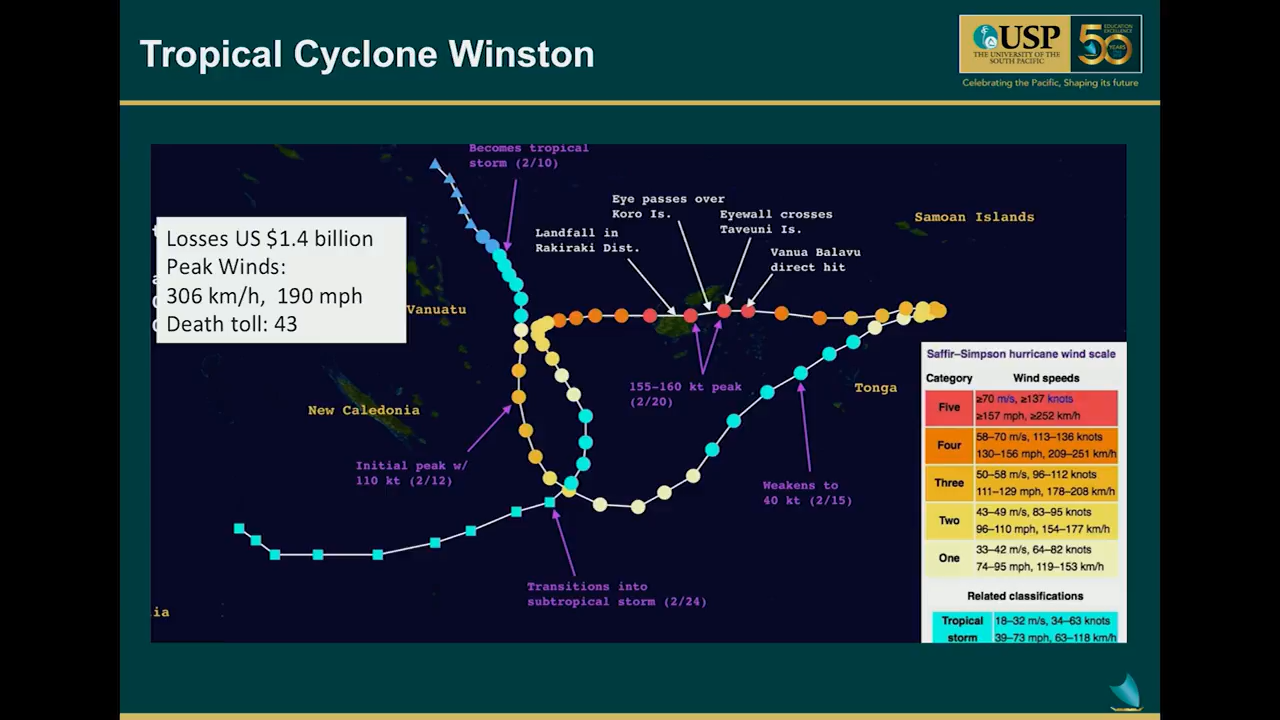 Tropical Cyclone Winston
USP
THE UNIVERSITY OF THE
SOUTH PACIFIC
EDUCATION
EXCELLENCE
50
YEARS
Celebrating the Pacific, Shaping its future
Becomes tropical
storm (2/10)
Losses US $1.4 billion
Peak Winds:
306 km/h, 190 mph
Death toll: 43
Eye passes over
Koro Is.
Eyewall crosses
Taveuni Is.
Landfall in
Rakiraki Dist.
Vanua Balavu
direct hit
Samoan Islands
Vanuatu
155-160 kt peak
(2/20)
Tonga
New Caledonia
Initial peak w/
110 kt (2/12)
Weakens to
40 kt (2/15)
Transitions into
subtropical storm (2/24)
ia
Saffir–Simpson hurricane wind scale
Category Wind speeds
Five ≥70 m/s, ≥137 knots
≥157 mph, ≥252 km/h
Four 58–70 m/s, 113–136 knots
130–156 mph, 209–251 km/h
Three 50–58 m/s, 96–112 knots
111–129 mph, 178–208 km/h
Two 43–49 m/s, 83–95 knots
96–110 mph, 154–177 km/h
One 33–42 m/s, 64–82 knots
74–95 mph, 119–153 km/h
Related classifications
Tropical 18–32 m/s, 34–63 knots
storm 39–73 mph, 63–118 km/h